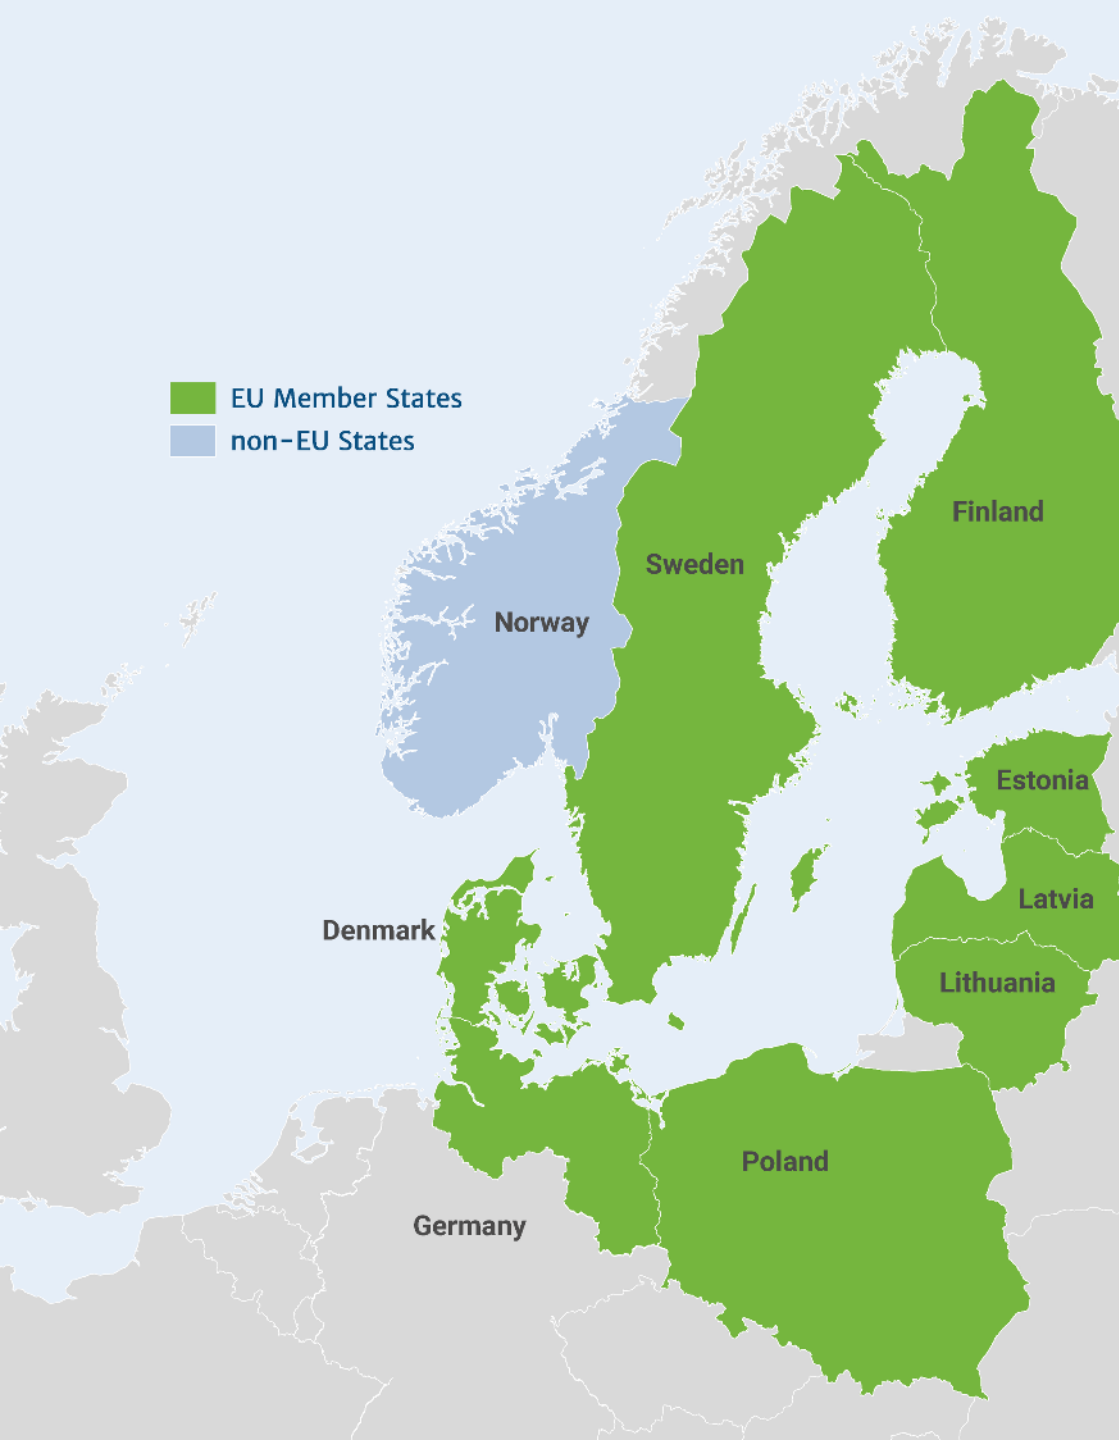 EU Member States
non-EU States
Finland
Sweden
Norway
Estonia
Latvia
Denmark
Lithuania
Poland
Germany